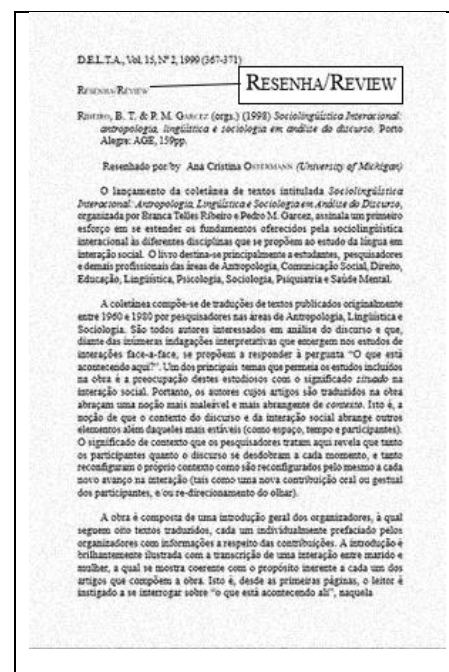 D.E.L.T.A., Vol. 15, Nº 2, 1999 (367-371)
RESENHA/REVIEW
RESENHA/REVIEW
RIBEIRO, B. T. & P. M. GARCEZ (orgs.) (1998) Sociolingüística Interacional:
antropologia, lingüística e sociologia em análise do discurso. Porto
Alegre: AGE, 159pp.
Resenhado por/by Ana Cristina OSTERMANN (University of Michigan)
O lançamento da coletânea de textos intitulada Sociolingüística
Interacional: Antropologia, Lingüística e Sociologia em Análise do Discurso,
organizada por Branca Telles Ribeiro e Pedro M. Garcez, assinala um primeiro
esforço em se estender os fundamentos oferecidos pela sociolingüística
interacional às diferentes disciplinas que se propõem ao estudo da língua em
interação social. O livro destina-se principalmente a estudantes, pesquisadores
e demais profissionais das áreas de Antropologia, Comunicação Social, Direito,
Educação, Lingüística, Psicologia, Sociologia, Psiquiatria e Saúde Mental.
A coletânea compõe-se de traduções de textos publicados originalmente
entre 1960 e 1980 por pesquisadores nas áreas de Antropologia, Lingüística e
Sociologia. São todos autores interessados em análise do discurso e que,
diante das inúmeras indagações interpretativas que emergem nos estudos de
interações face-a-face, se propõem a responder à pergunta "O que está
acontecendo aqui?". Um dos principais temas que permeia os estudos incluídos
na obra é a preocupação destes estudiosos com o significado situado na
interação social. Portanto, os autores cujos artigos são traduzidos na obra
abraçam uma noção mais maleável e mais abrangente de contexto. Isto é, a
noção de que o contexto do discurso e da interação social abrange outros
elementos além daqueles mais estáveis (como espaço, tempo e participantes).
O significado de contexto que os pesquisadores tratam aqui revela que tanto
os participantes quanto o discurso se desdobram a cada momento, e tanto
reconfiguram o próprio contexto como são reconfigurados pelo mesmo a cada
novo avanço na interação (tais como uma nova contribuição oral ou gestual
dos participantes, e/ou re-direcionamento do olhar).
A obra é composta de uma introdução geral dos organizadores, à qual
seguem oito textos traduzidos, cada um individualmente prefaciado pelos
organizadores com informações a respeito das contribuições. A introdução é
brilhantemente ilustrada com a transcrição de uma interação entre marido e
mulher, a qual se mostra coerente com o propósito inerente a cada um dos
artigos que compõem a obra. Isto é, desde as primeiras páginas, o leitor é
instigado a se interrogar sobre "o que está acontecendo ali", naquela